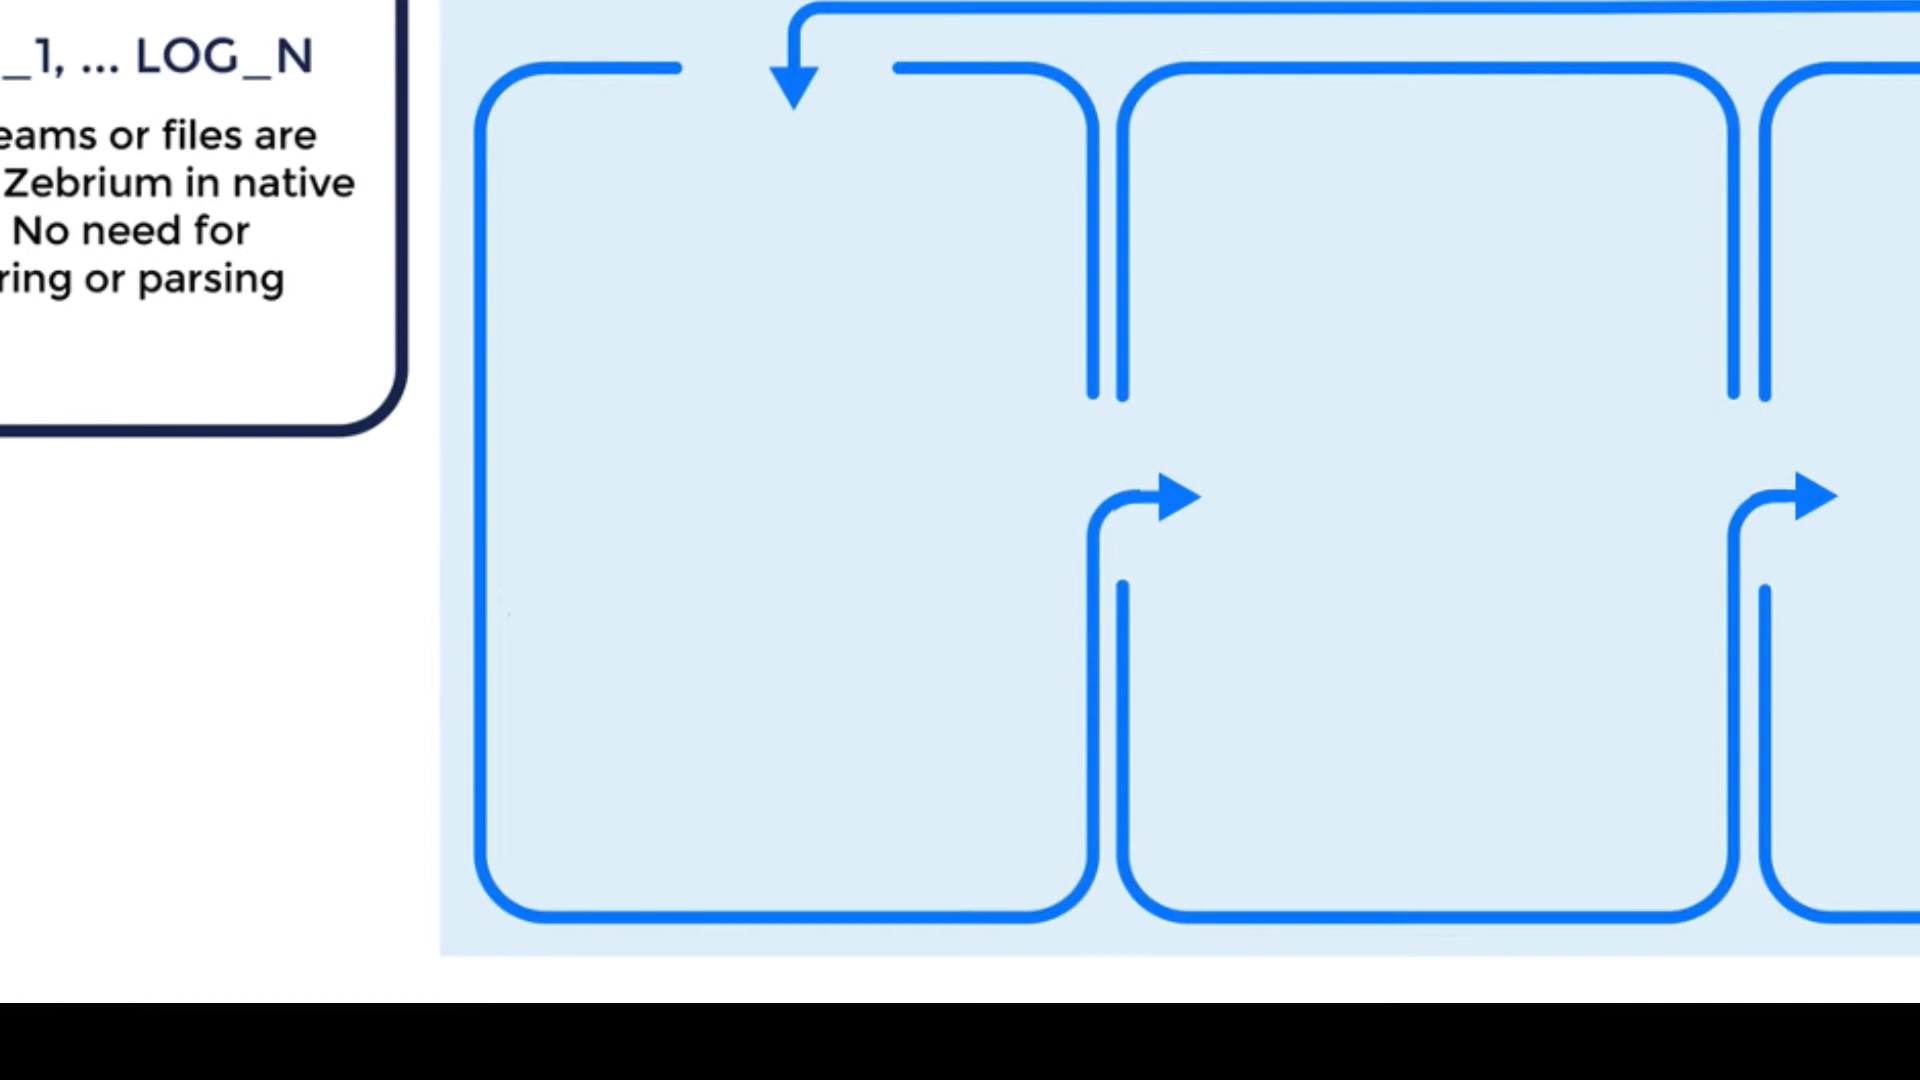 _1, ... LOG_N
eams or files are
Zebrium in native
No need for
ring or parsing